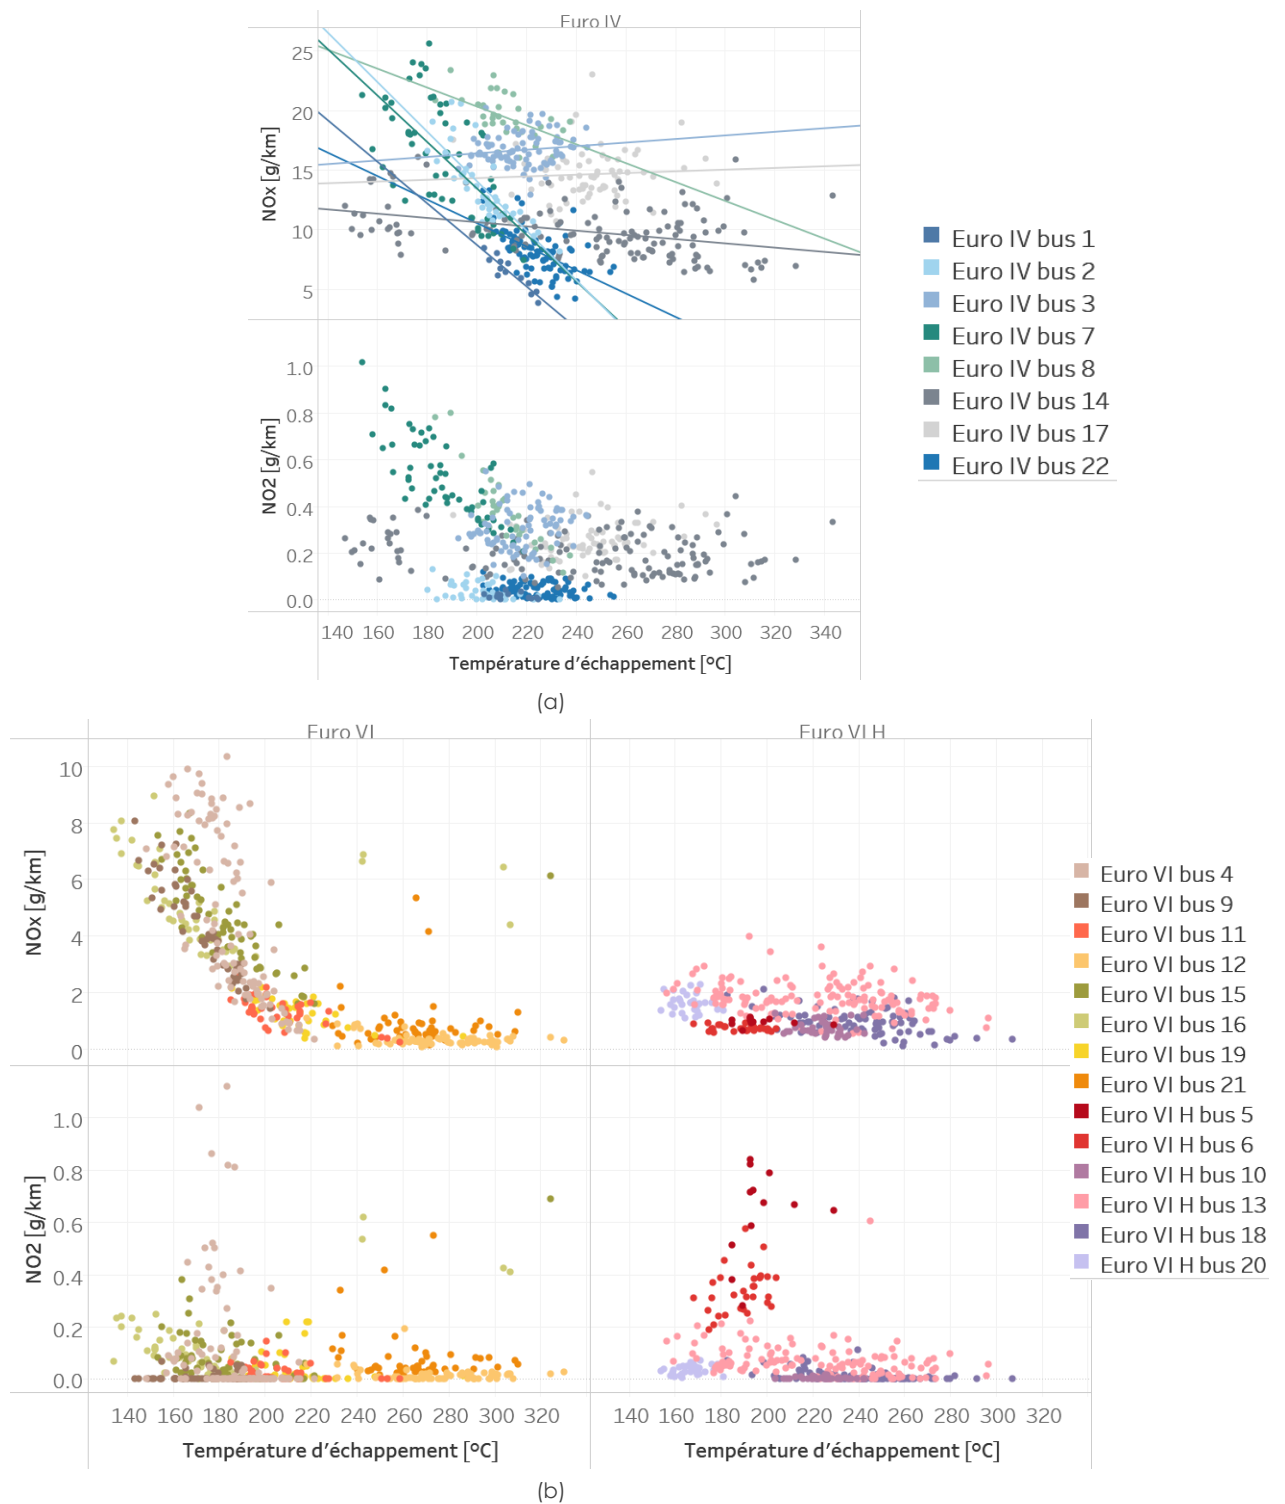 Euro IV
25
20
15
10
5
NOx [g/km]
1.0
0.8
0.6
0.4
0.2
0.0
NO2 [g/km]
140 160 180 200 220 240 260 280 300 320 340
Température d'échappement [°C]
Euro IV bus 1
Euro IV bus 2
Euro IV bus 3
Euro IV bus 7
Euro IV bus 8
Euro IV bus 14
Euro IV bus 17
Euro IV bus 22
(a)
Euro VI
Euro VI H
10
8
6
4
2
0
NOx [g/km]
1.0
0.8
0.6
0.4
0.2
0.0
NO2 [g/km]
140 160 180 200 220 240 260 280 300 320
140 160 180 200 220 240 260 280 300 320
Température d'échappement [°C]
Température d'échappement [°C]
Euro VI bus 4
Euro VI bus 9
Euro VI bus 11
Euro VI bus 12
Euro VI bus 15
Euro VI bus 16
Euro VI bus 19
Euro VI bus 21
Euro VI H bus 5
Euro VI H bus 6
Euro VI H bus 10
Euro VI H bus 13
Euro VI H bus 18
Euro VI H bus 20
(b)